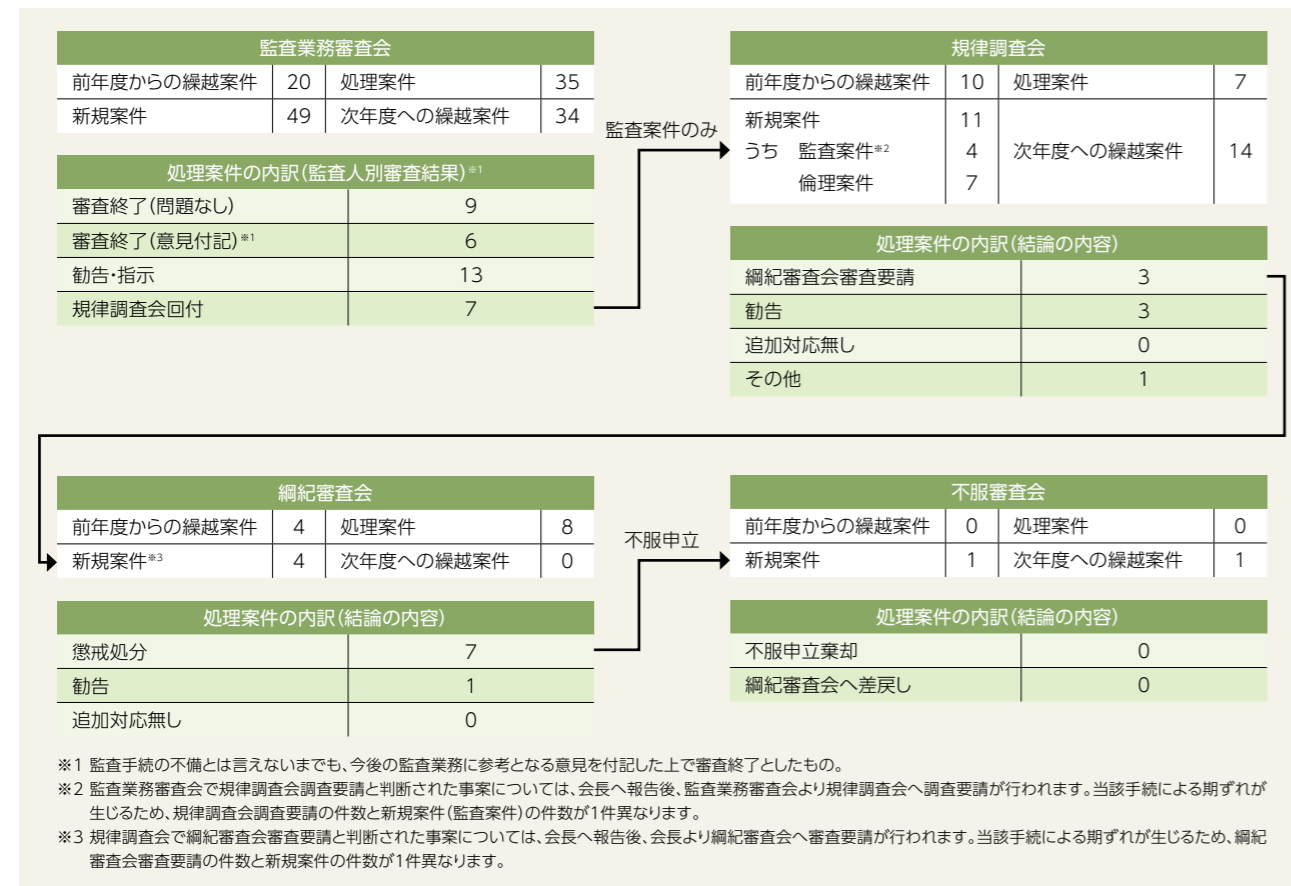 監査業務審査会
前年度からの繰越案件 20 処理案件 35
新規案件 49 次年度への繰越案件 34
処理案件の内訳(監査人別審査結果)※1
審査終了(問題なし) 9
審査終了(意見付記)※1 6
勧告・指示 13
規律調査会回付 7
監査案件のみ
規律調査会
前年度からの繰越案件 10 処理案件 7
新規案件 11
うち 監査案件※2 4 次年度への繰越案件 14
倫理案件 7
処理案件の内訳(結論の内容)
綱紀審査会審査要請 3
勧告 3
追加対応無し 0
その他 1
綱紀審査会
前年度からの繰越案件 4 処理案件 8
新規案件※3 4 次年度への繰越案件 0
処理案件の内訳(結論の内容)
懲戒処分 7
勧告 1
追加対応無し 0
不服申立
不服審査会
前年度からの繰越案件 0 処理案件 0
新規案件 1 次年度への繰越案件 1
処理案件の内訳(結論の内容)
不服申立棄却 0
綱紀審査会へ差戻し 0
※1 監査手続の不備とは言えないまでも、今後の監査業務に参考となる意見を付記した上で審査終了としたもの。
※2 監査業務審査会で規律調査会調査要請と判断された事案については、会長へ報告後、監査業務審査会より規律調査会へ調査要請が行われます。当該手続による期ずれが
生じるため、規律調査会調査要請の件数と新規案件(監査案件)の件数が1件異なります。
※3 規律調査会で綱紀審査会審査要請と判断された事案については、会長へ報告後、会長より綱紀審査会へ審査要請が行われます。当該手続による期ずれが生じるため、綱紀
審査会審査要請の件数と新規案件の件数が1件異なります。